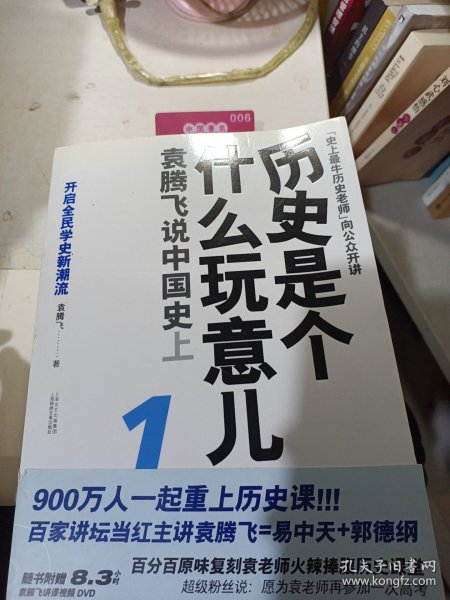 006
中国著名
「史上最牛历史老师」向公众开讲
历史是个
什么玩意儿
袁腾飞说中国史上
1
开启全民学史新潮流
袁腾飞
著
900万人一起重上历史课!!!
百家讲坛当红主讲袁腾飞=易中天+郭德纲
百分百原味复刻袁老师火辣捧
超级粉丝说:愿为袁老师再参加一次高考
随书附赠 8.3小时
袁腾飞讲课视频 DVD
孔夫子旧书网
www.kongfz.com